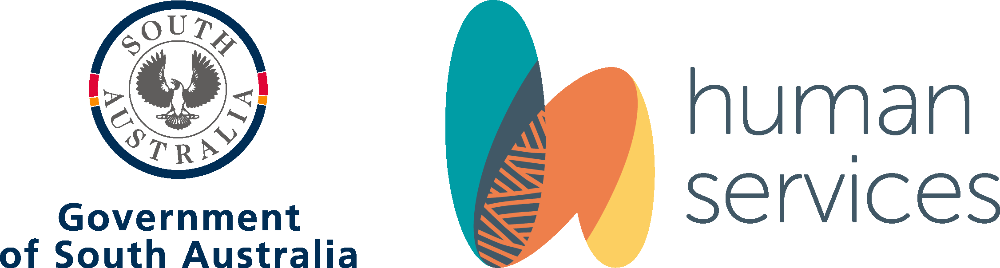 SOUTH
AUSTRALIA
Government
of South Australia
human
services